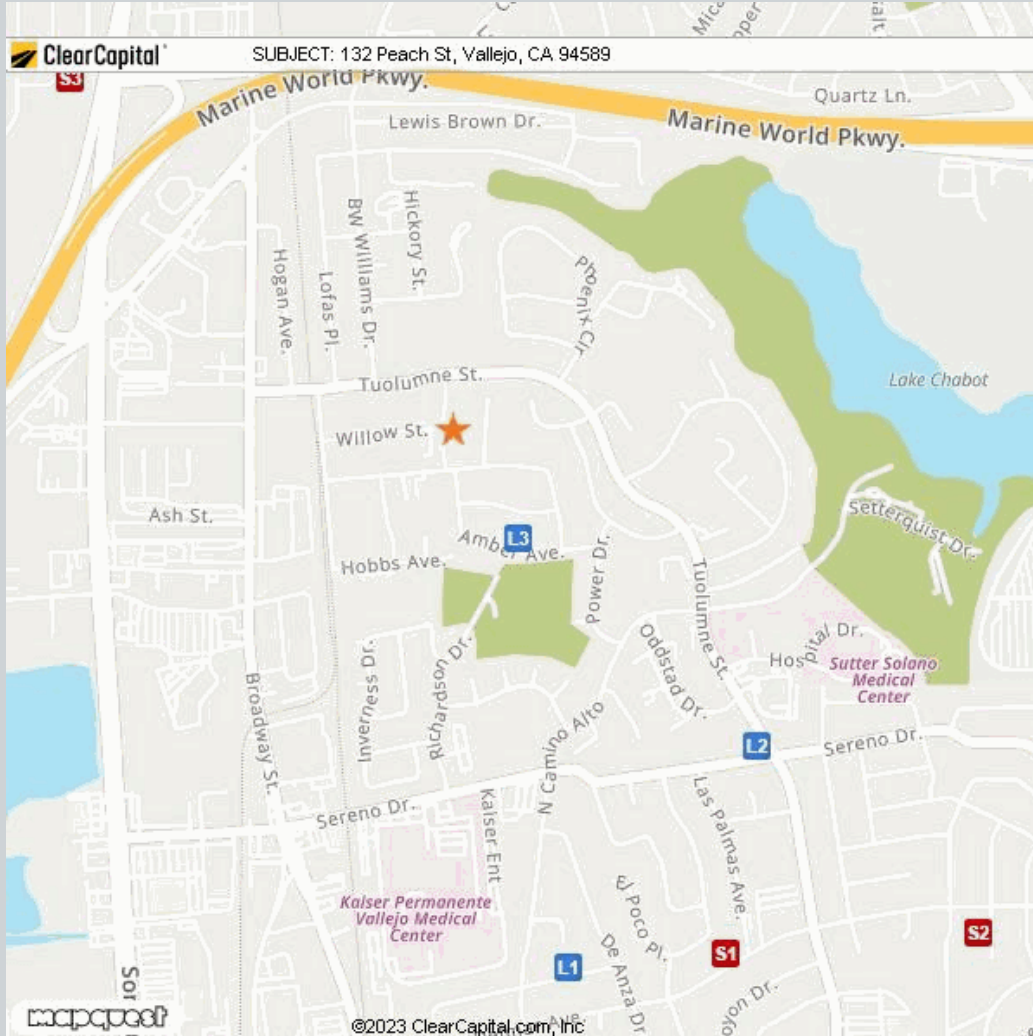 ClearCapital
SUBJECT: 132 Peach St, Vallejo, CA 94589
S3
Marine World Pkwy.
Quartz Ln.
Lewis Brown Dr.
Marine World Pkwy.
Hickory St.
BW Williams Dr.
Hogan Ave.
Lofas Pl.
Phoenix Cir
Tuolumne St.
Lake Chabot
Willow St.
Ash St.
Setterquist Dr.
L3
Amber Ave.
Hobbs Ave.
Power Dr.
Tuolumne St.
Oddstad Dr.
Hospital Dr.
Sutter Solano
Medical
Center
Inverness Dr.
Richardson Dr.
Broadway St.
N Camino Alto
L2
Sereno Dr.
Sereno Dr.
Kaiser Ent
Las Palmas Ave.
Kaiser Permanente
Vallejo Medical
Center
El Poco Pl.
De Anza Dr
S2
S1
L1
mapquest
©2023 ClearCapital.com, Inc